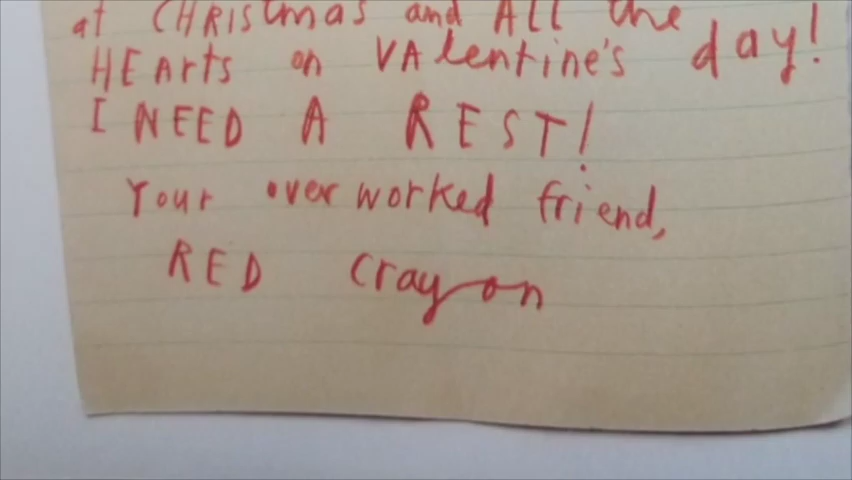 at CHRISTmas and ALL the
HEArts on VAlentine's day!
I NEED A REST!
Your overworked friend,
RED Crayon